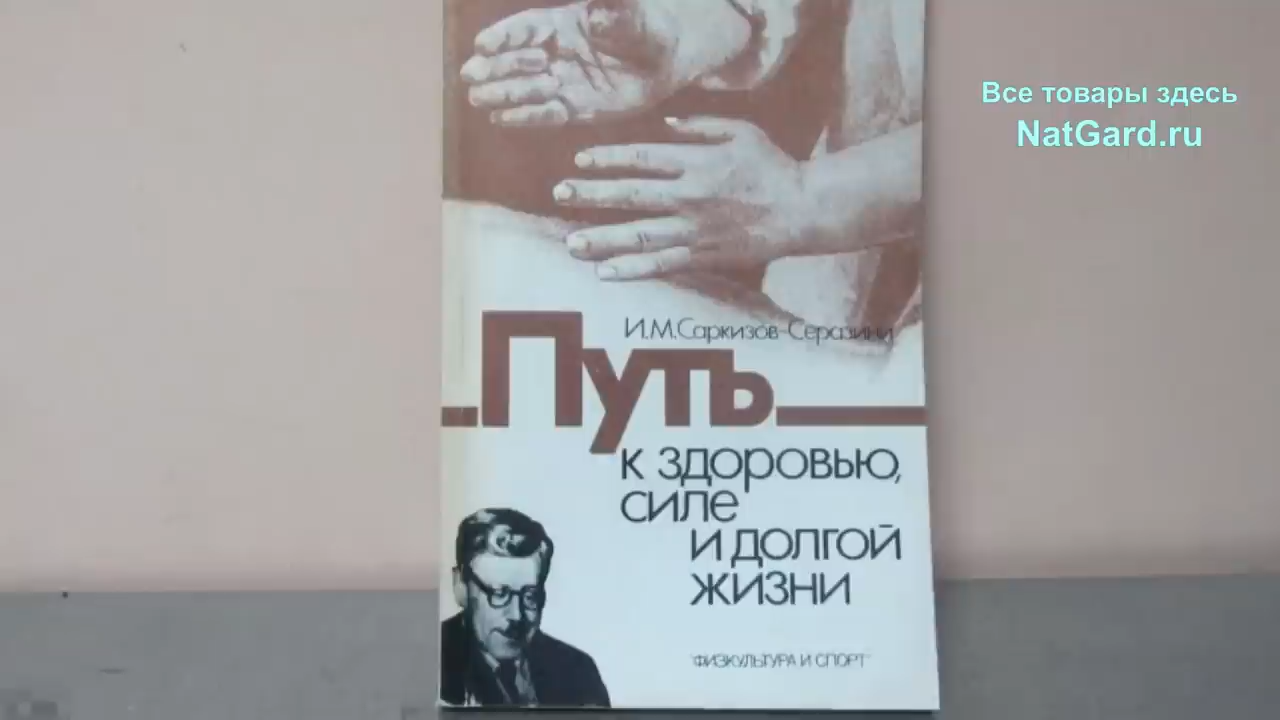 Все товары здесь
NatGard.ru
И.М.Саркизов-Серазини
Путь
к здоровью,
силе
и долгой
жизни
"ФИЗКУЛЬТУРА И СПОРТ"